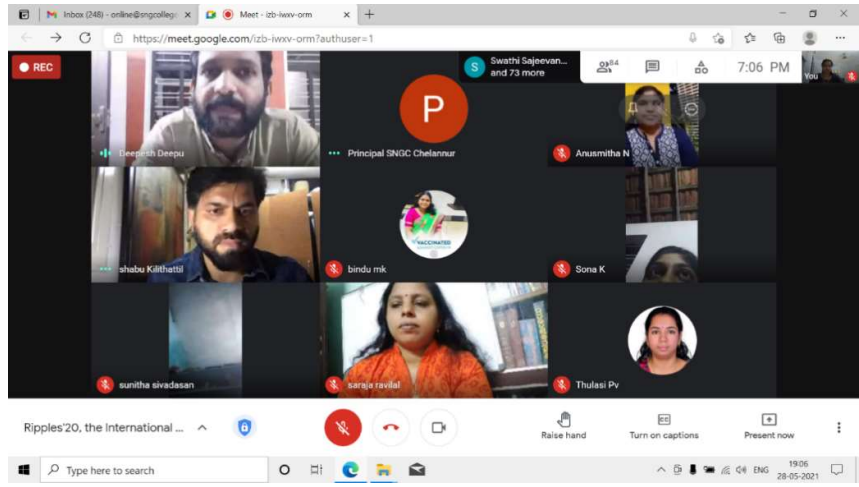 Inbox (248) - online@sngcolleg
Meet - izb-iwxv-orm
https://meet.google.com/izb-iwxv-orm?authuser=1
REC
S
Swathi Sajeevan...
and 73 more
84
7:06 PM
You
Deepesh Deepu
P
Principal SNGC Chelannur
Anusmitha N
shabu Kilithattil
VACCINATED
bindu mk
Sona K
sunitha sivadasan
saraja ravilal
Thulasi Pv
Ripples'20, the International ...
Raise hand
CC
Turn on captions
Present now
Type here to search
ENG
19:06
28-05-2021